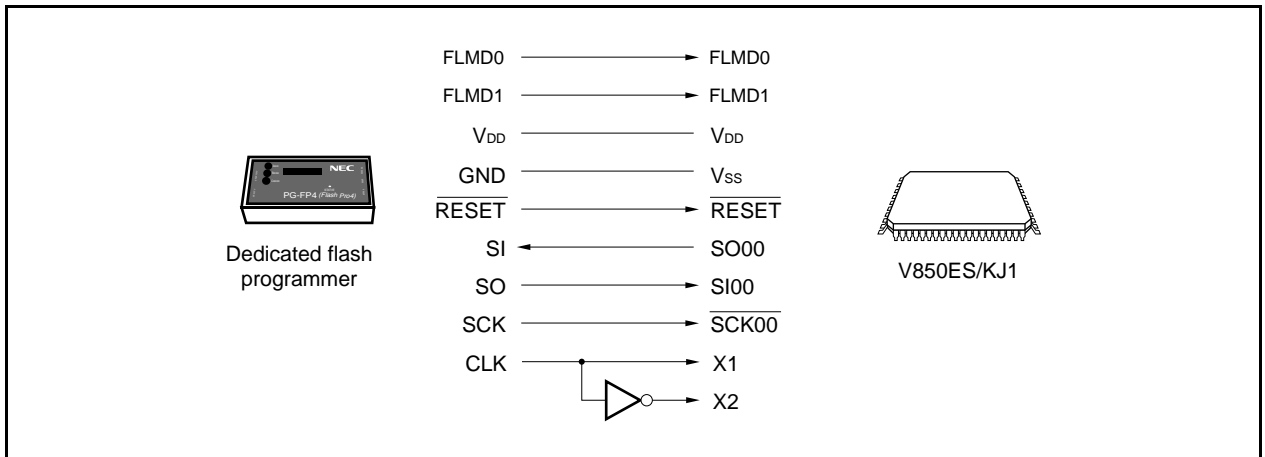 FLMD0 FLMD0
FLMD1 FLMD1
VDD VDD
GND VSS
RESET RESET
SI SO00
SO SI00
SCK SCK00
CLK X1
X2
NEC
PG-FP4 (Flash Pro4)
Dedicated flash
programmer
V850ES/KJ1